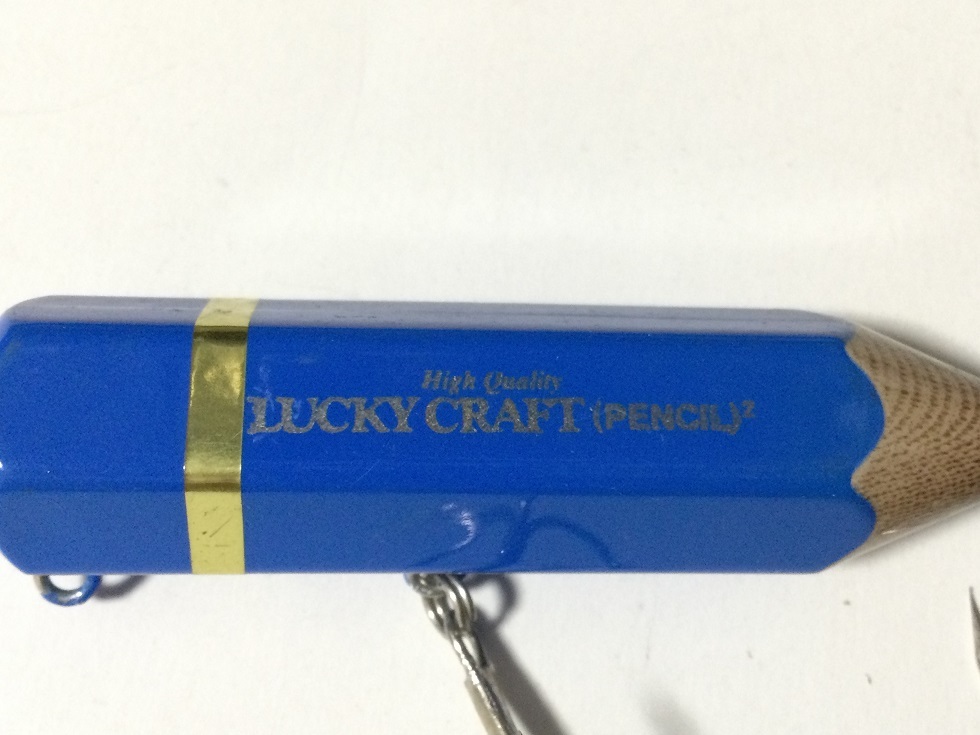 High Quality
LUCKY CRAFT (PENCIL)²